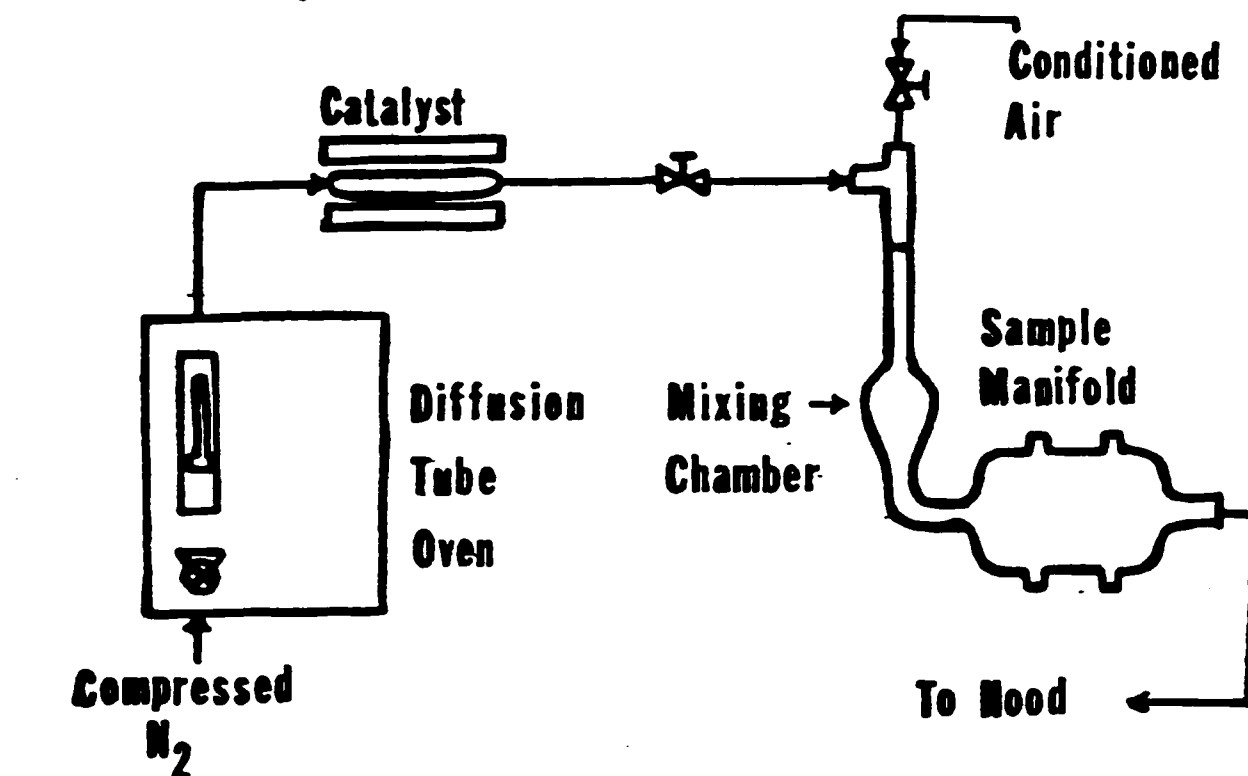 Conditioned
Air
Catalyst
Sample
Manifold
Diffusion
Tube
Oven
Mixing
Chamber
Compressed
N2
To Hood